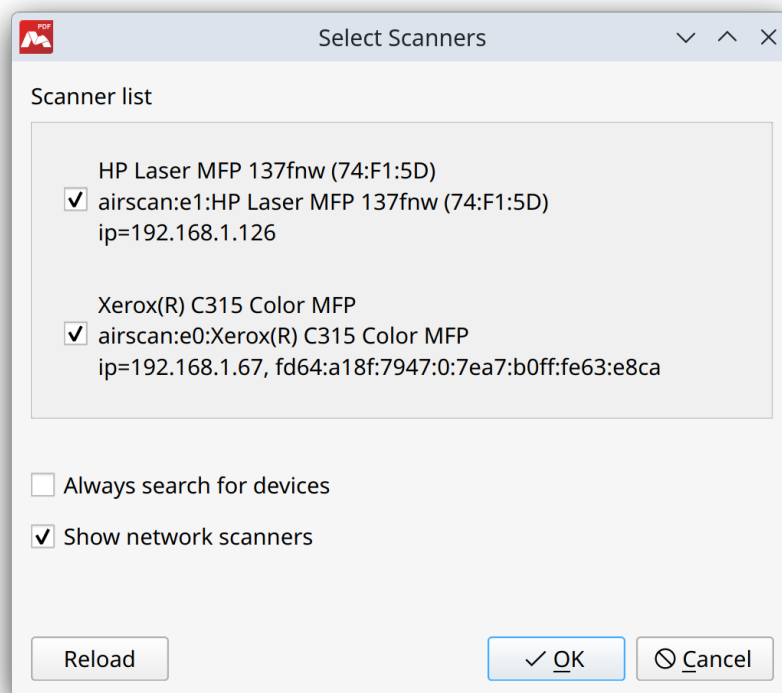 PDF
Select Scanners
Scanner list
HP Laser MFP 137fnw (74:F1:5D)
airscan:e1:HP Laser MFP 137fnw (74:F1:5D)
ip=192.168.1.126
Xerox(R) C315 Color MFP
airscan:e0:Xerox(R) C315 Color MFP
ip=192.168.1.67, fd64:a18f:7947:0:7ea7:b0ff:fe63:e8ca
Always search for devices
Show network scanners
Reload
OK
Cancel